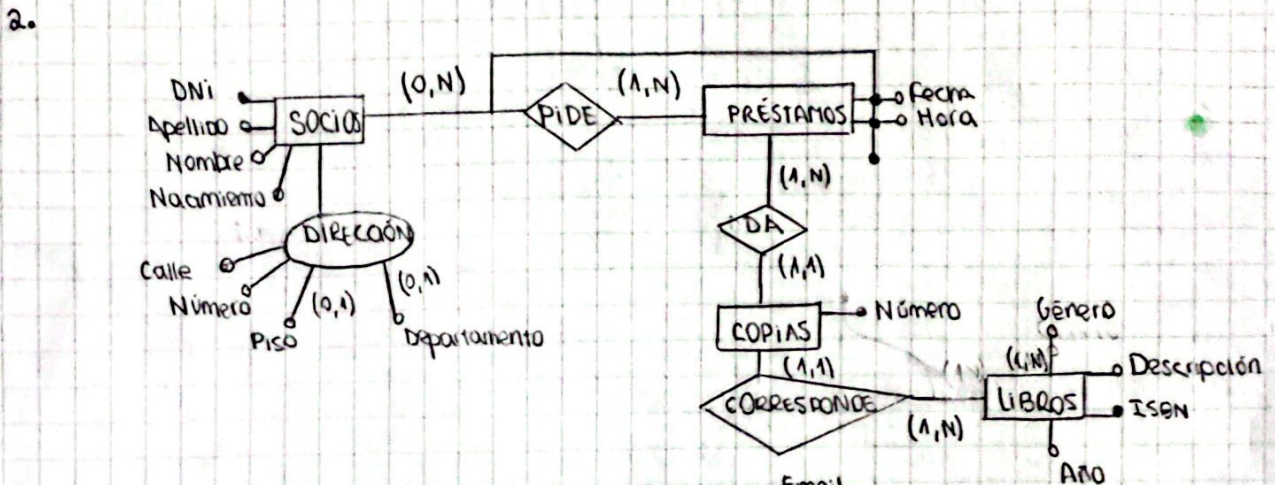 2.
DNi
Apellido
Nombre
Nacimiento
SOCIOS
(0,N)
PIDE
(1,N)
PRÉSTAMOS
Fecha
Hora
DIRECCIÓN
Calle
Número
(0,1)
Piso
(0,1)
Departamento
(1,N)
DA
(1,1)
COPIAS
Número
(1,1)
CORRESPONDE
(1,N)
LIBROS
Género
(1,N)
Descripción
ISBN
Año
Email